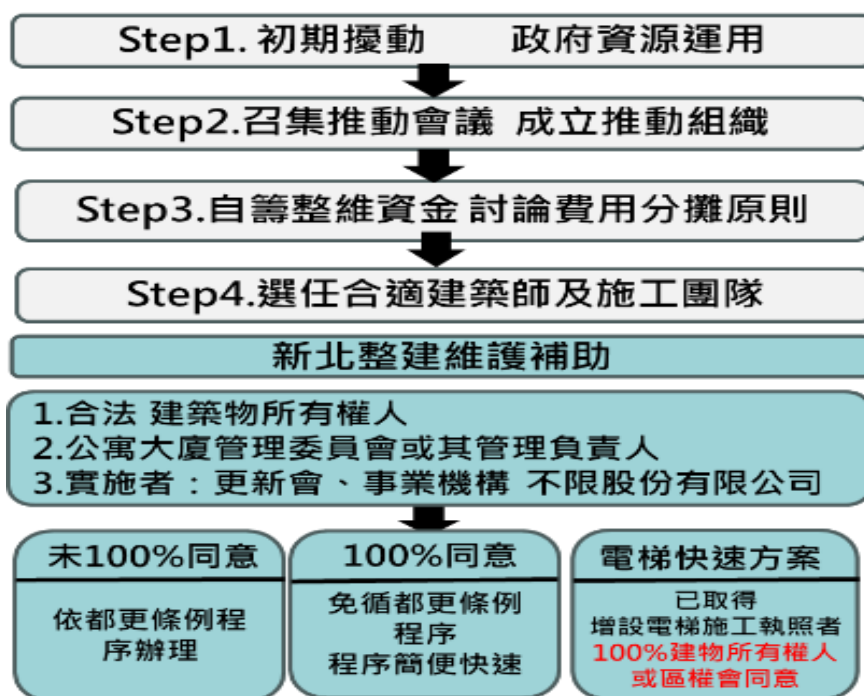 Step1. 初期擾動 政府資源運用
Step2.召集推動會議 成立推動組織
Step3.自籌整維資金 討論費用分攤原則
Step4.選任合適建築師及施工團隊
新北整建維護補助
1.合法 建築物所有權人
2.公寓大廈管理委員會或其管理負責人
3.實施者：更新會、事業機構 不限股份有限公司
未100%同意
依都更條例程
序辦理
100%同意
免循都更條例
程序
程序簡便快速
電梯快速方案
已取得
增設電梯施工執照者
100%建物所有權人
或區權會同意